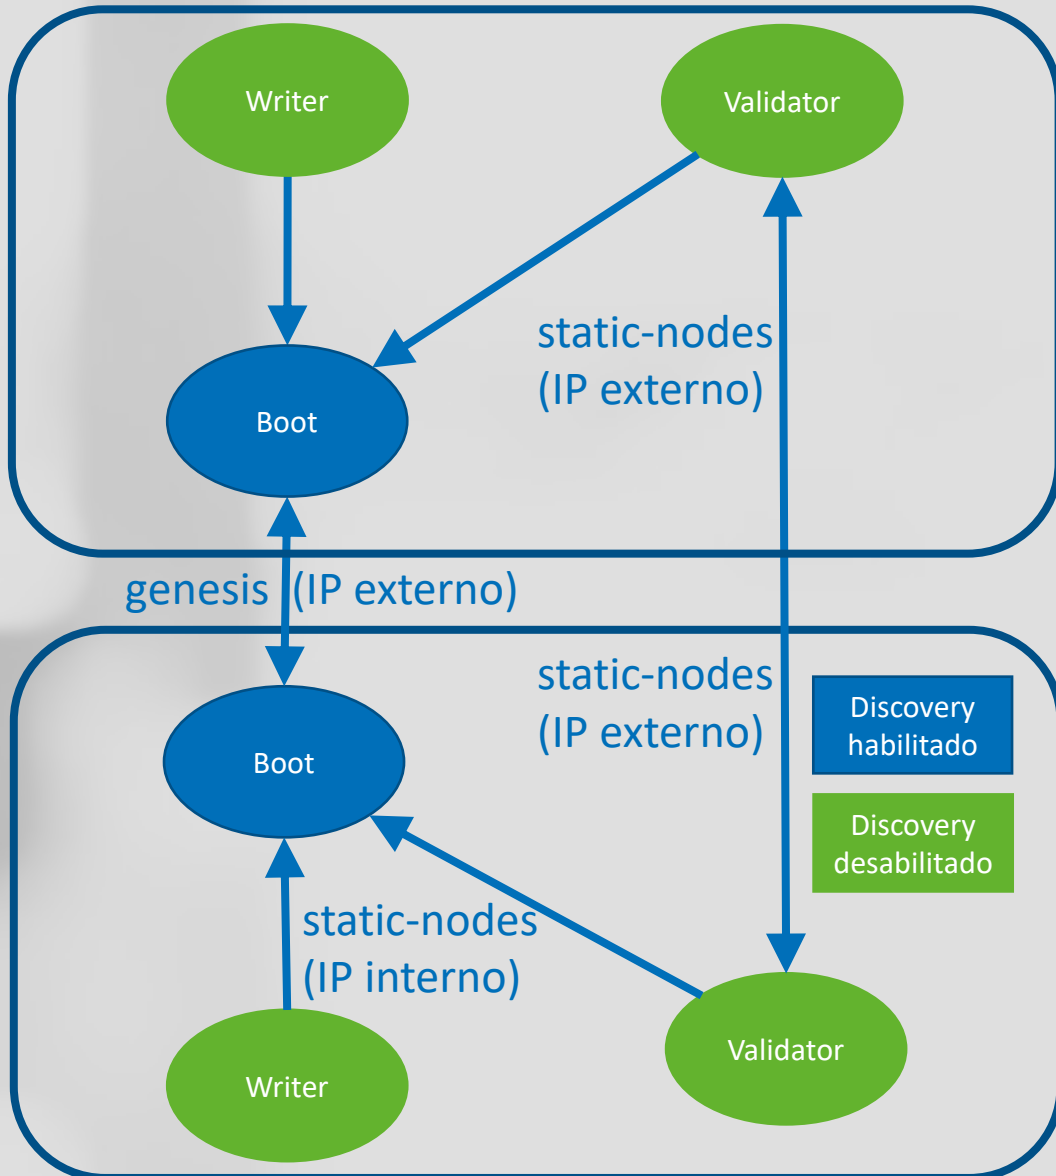 Writer
Validator
static-nodes
(IP externo)
Boot
genesis (IP externo)
static-nodes
(IP externo)
Discovery
habilitado
Boot
Discovery
desabilitado
static-nodes
(IP interno)
Validator
Writer